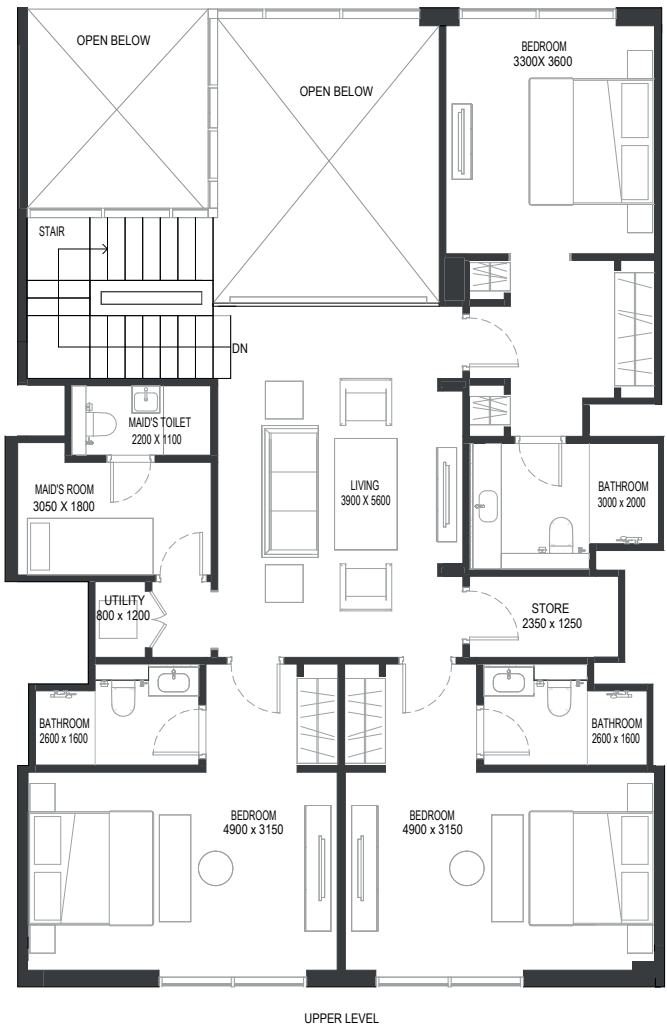 OPEN BELOW
OPEN BELOW
BEDROOM
3300X 3600
STAIR
DN
MAID'S TOILET
2200 X 1100
MAID'S ROOM
3050 X 1800
LIVING
3900 X 5600
BATHROOM
3000 x 2000
UTILITY
800 x 1200
STORE
2350 x 1250
BATHROOM
2600 x 1600
BATHROOM
2600 x 1600
BEDROOM
4900 x 3150
BEDROOM
4900 x 3150
UPPER LEVEL